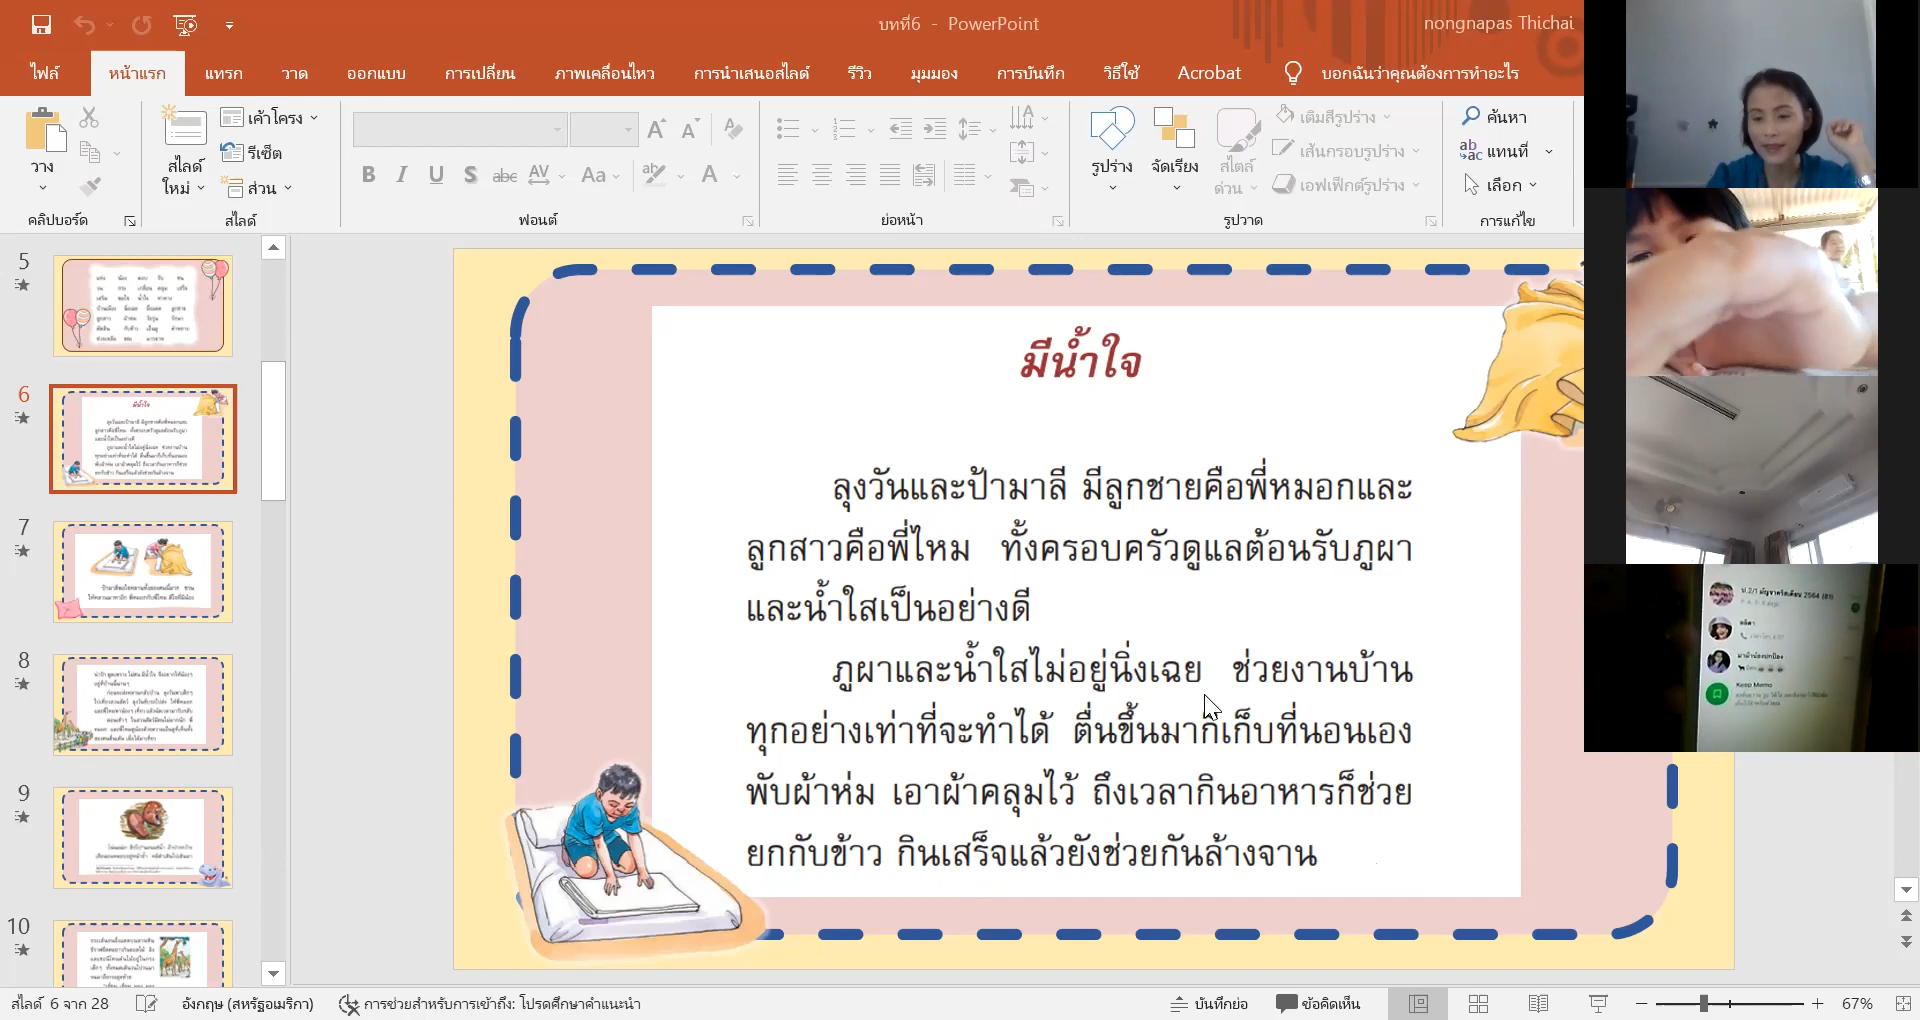 บทที่6 - PowerPoint
nongnapas Thichai
ไฟล์ หน้าแรก แทรก วาด ออกแบบ การเปลี่ยน ภาพเคลื่อนไหว การนำเสนอสไลด์ รีวิว มุมมอง การบันทึก วิธีใช้ Acrobat บอกฉันว่าคุณต้องการทำอะไร
วาง
คลิปบอร์ด
สไลด์ใหม่
เค้าโครง
รีเซ็ต
ส่วน
สไลด์
B I U S abc AV Aa A
ฟอนต์
ย่อหน้า
รูปร่าง
จัดเรียง
สไตล์ด่วน
เติมสีรูปร่าง
เส้นกรอบรูปร่าง
เอฟเฟ็กต์รูปร่าง
รูปวาด
ค้นหา
แทนที่
เลือก
การแก้ไข
5
6
7
8
9
10
มีน้ำใจ
ลุงวันและป้ามาลี มีลูกชายคือพี่หมอกและ
ลูกสาวคือพี่ไหม ทั้งครอบครัวดูแลต้อนรับภูผา
และน้ำใสเป็นอย่างดี
ภูผาและน้ำใสไม่อยู่นิ่งเฉย ช่วยงานบ้าน
ทุกอย่างเท่าที่จะทำได้ ตื่นขึ้นมาก็เก็บที่นอนเอง
พับผ้าห่ม เอาผ้าคลุมไว้ ถึงเวลากินอาหารก็ช่วย
ยกกับข้าว กินเสร็จแล้วยังช่วยกันล้างจาน
Keep Memo
สไลด์ 6 จาก 28 อังกฤษ (สหรัฐอเมริกา) การช่วยสำหรับการเข้าถึง: โปรดศึกษาคำแนะนำ บันทึกย่อ ข้อคิดเห็น 67%